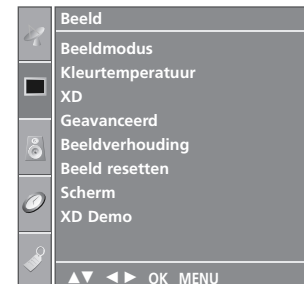 Beeld
Beeldmodus
Kleurtemperatuur
XD
Geavanceerd
Beeldverhouding
Beeld resetten
Scherm
XD Demo
▲▼ ◄► OK MENU